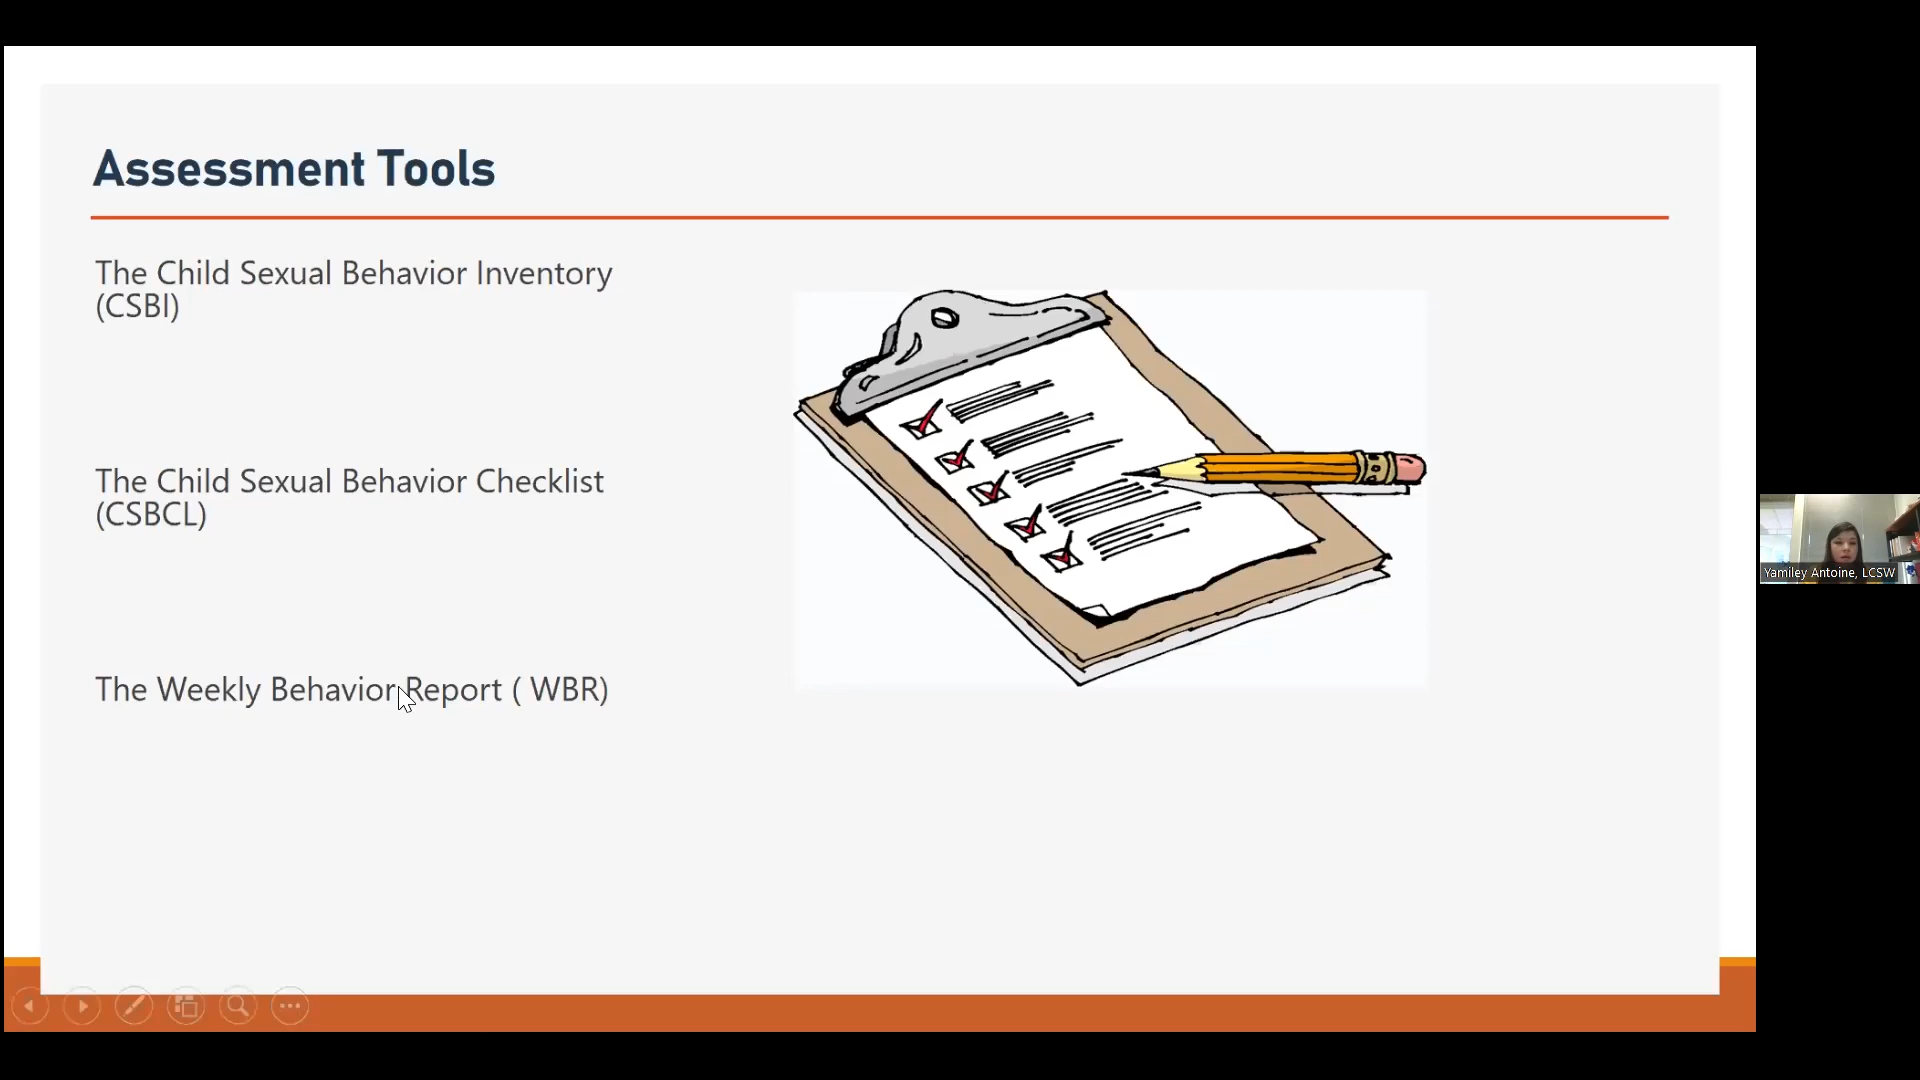 Assessment Tools
The Child Sexual Behavior Inventory
(CSBI)
The Child Sexual Behavior Checklist
(CSBCL)
The Weekly Behavior Report ( WBR)
Yamiley Antoine, LCSW